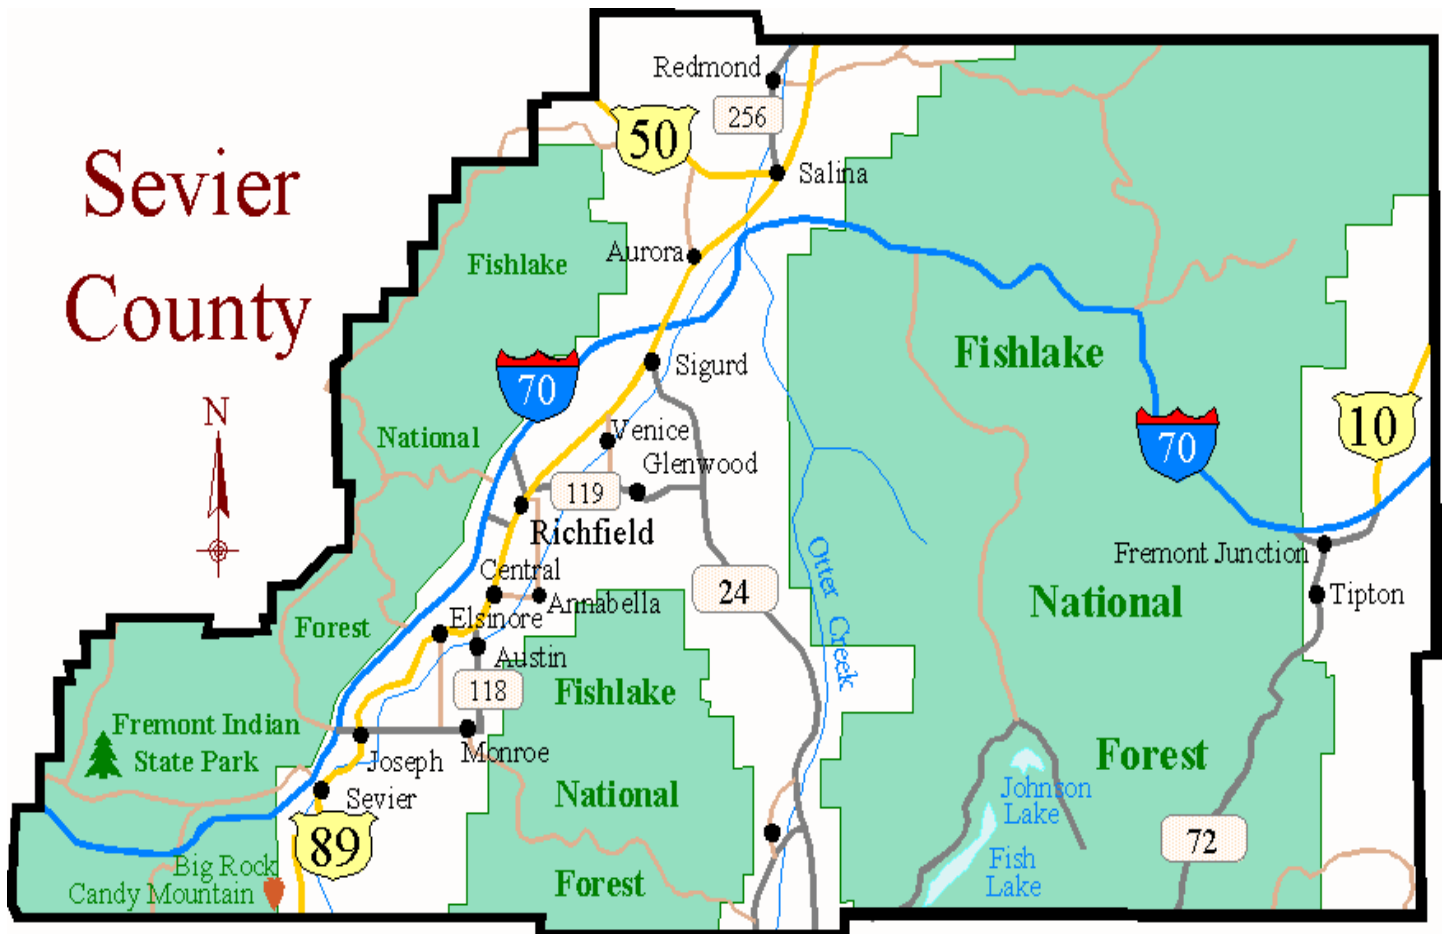 Sevier
County
N
Redmond
256
50
Salina
Aurora
Fishlake
70
Sigurd
Fishlake
National
Venice
Glenwood
119
Richfield
10
70
Fremont Junction
Tipton
Central
Annabella
24
Otter Creek
National
Elsinore
Forest
Austin
118
Fishlake
Fremont Indian
State Park
Joseph
Monroe
Forest
Sevier
National
Johnson
Lake
89
72
Big Rock
Candy Mountain
Fish
Lake
Forest